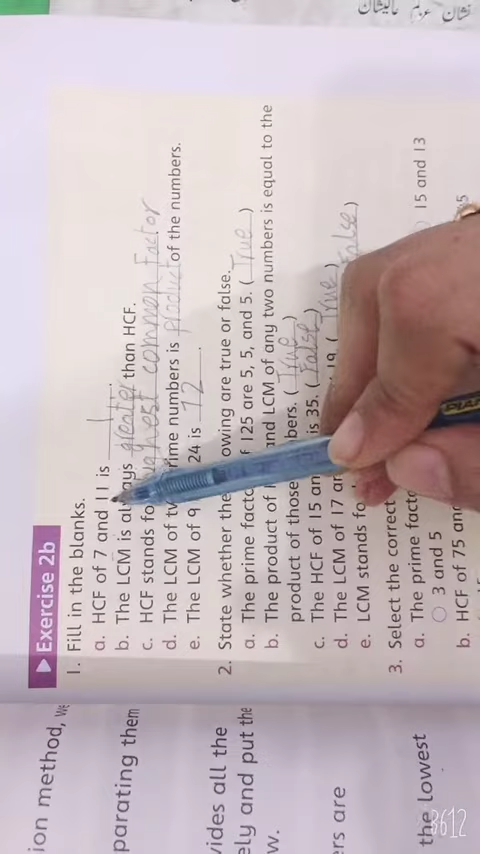 نشان عزم عالیشان
▶ Exercise 2b
1. Fill in the blanks.
a. HCF of 7 and 11 is 1.
b. The LCM is always greater than HCF.
c. HCF stands for highest common factor
d. The LCM of prime numbers is product of the numbers.
e. The LCM of 9 24 is 72.
2. State whether the following are true or false.
a. The prime factors of 125 are 5, 5, and 5. (True)
b. The product of and LCM of any two numbers is equal to the
product of those numbers. (True)
c. The HCF of 15 and is 35. (False)
d. The LCM of 17 and 19 (True)
e. LCM stands fo False)
3. Select the correct
a. The prime facto 15 and 13
3 and 5
b. HCF of 75 and
ion method, we
parating them
vides all the
ely and put the
w.
ers are
the lowest
3612